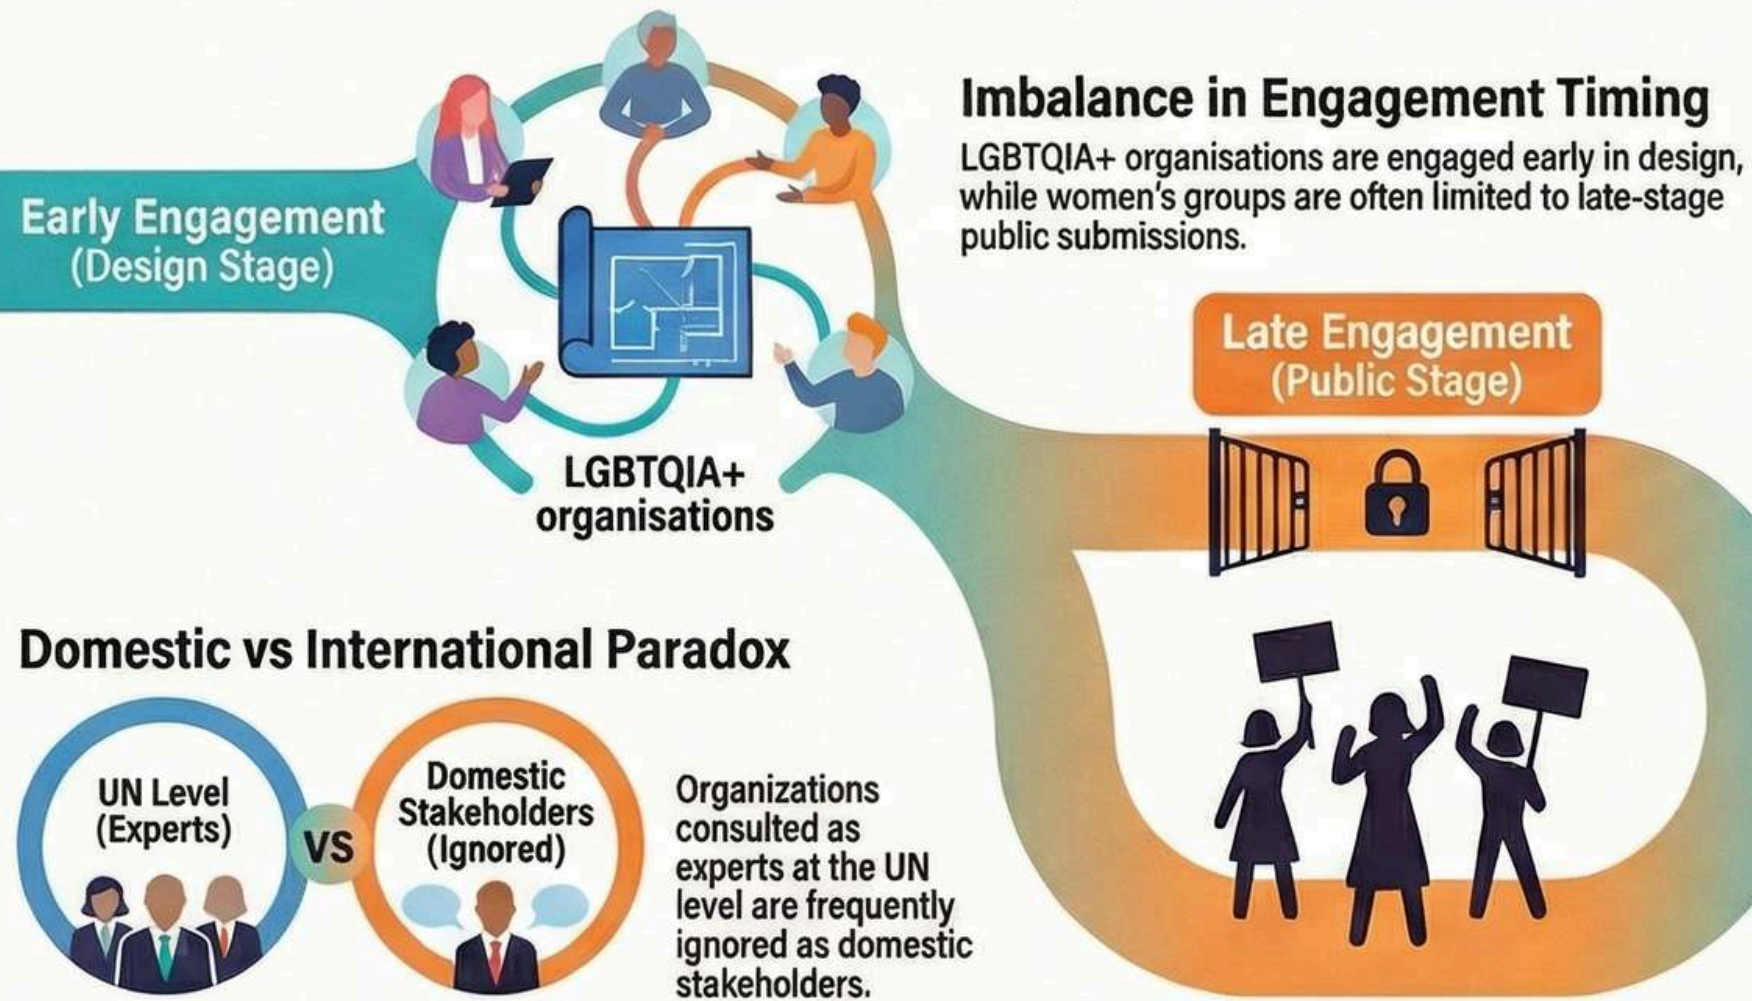 Imbalance in Engagement Timing
LGBTQIA+ organisations are engaged early in design,
while women's groups are often limited to late-stage
public submissions.
Early Engagement
(Design Stage)
LGBTQIA+
organisations
Late Engagement
(Public Stage)
Domestic vs International Paradox
UN Level
(Experts)
VS
Domestic
Stakeholders
(Ignored)
Organizations
consulted as
experts at the UN
level are frequently
ignored as domestic
stakeholders.